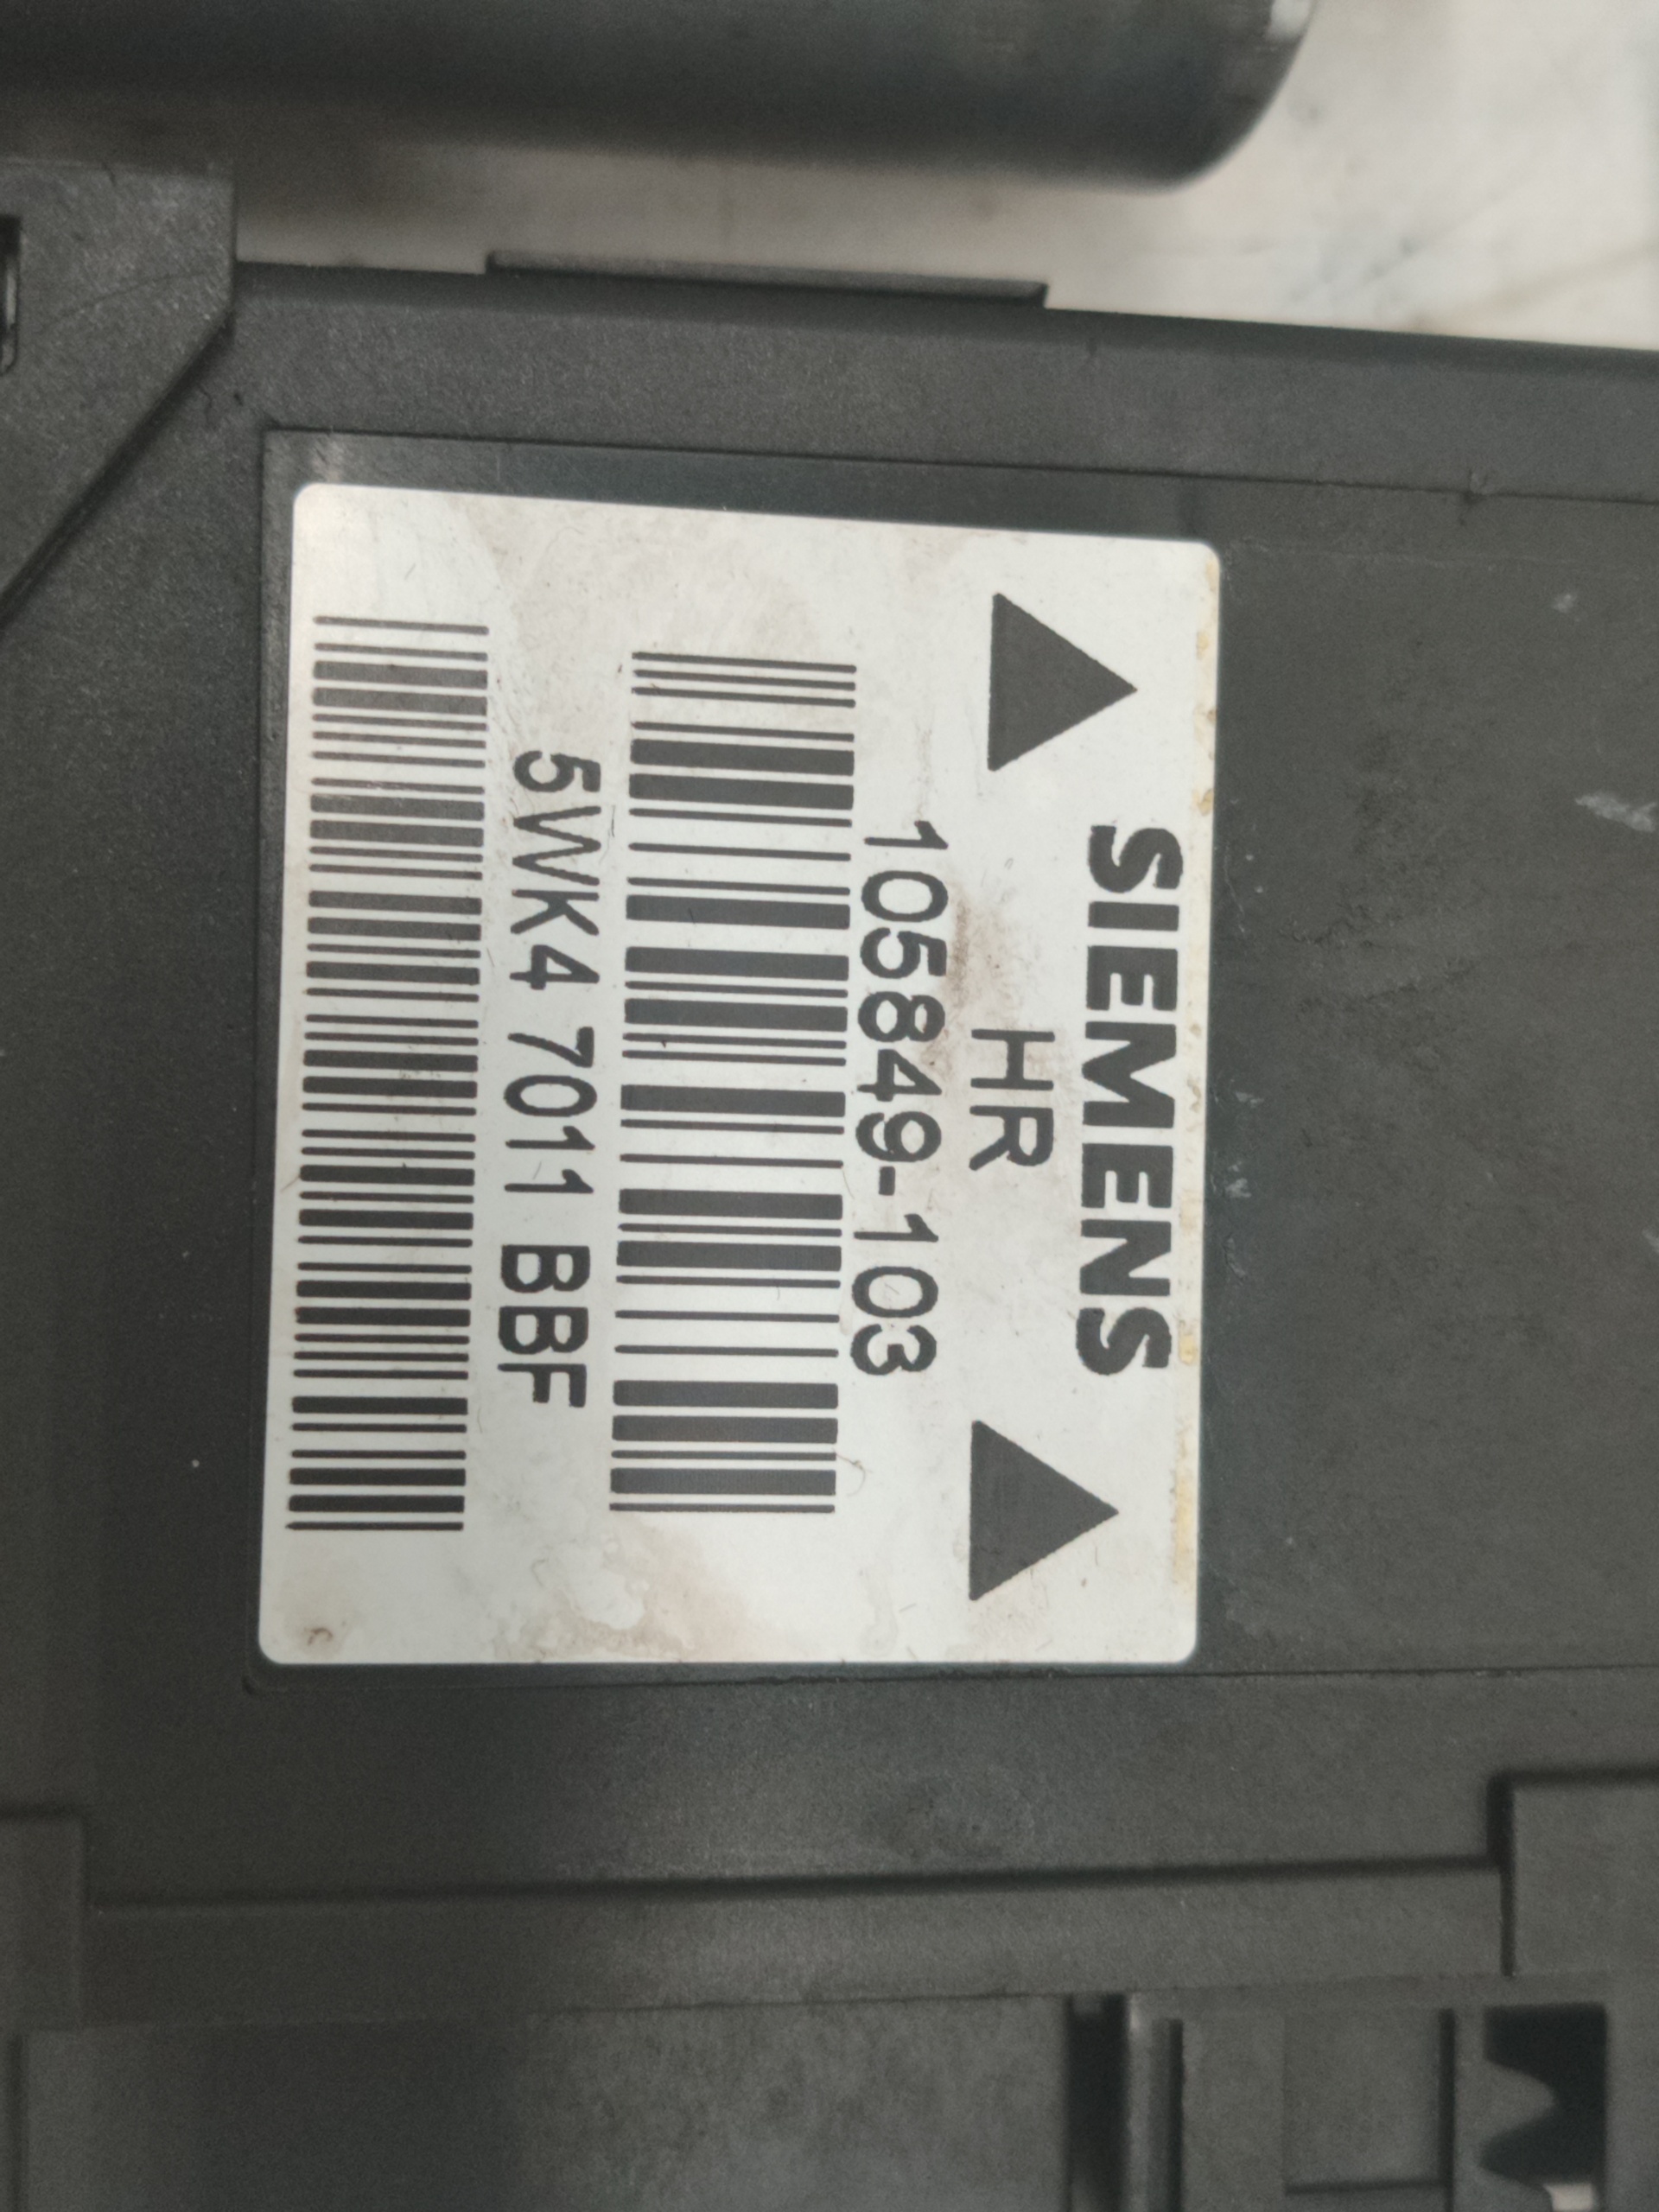 SIEMENS
HR
105849-103
5WK4 7011 BBF